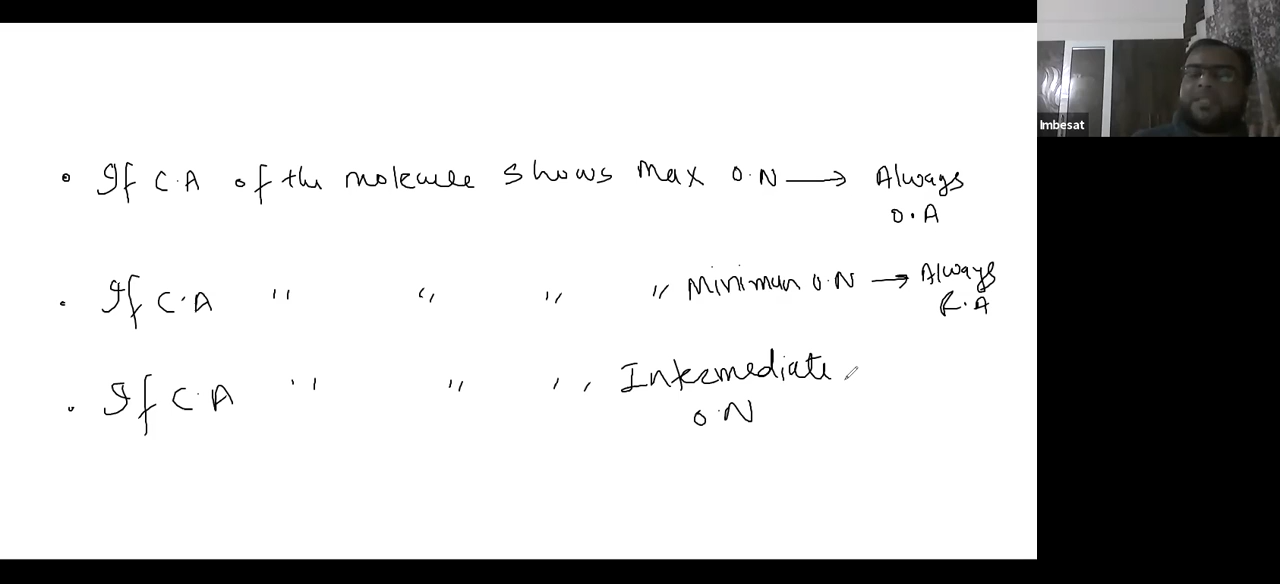 • If C.A of the molecule shows Max O.N → Always
O.A
• If C.A " " " " Minimum O.N → Always
R.A
• If C.A " " " Intermediate
O.N
Imbesat